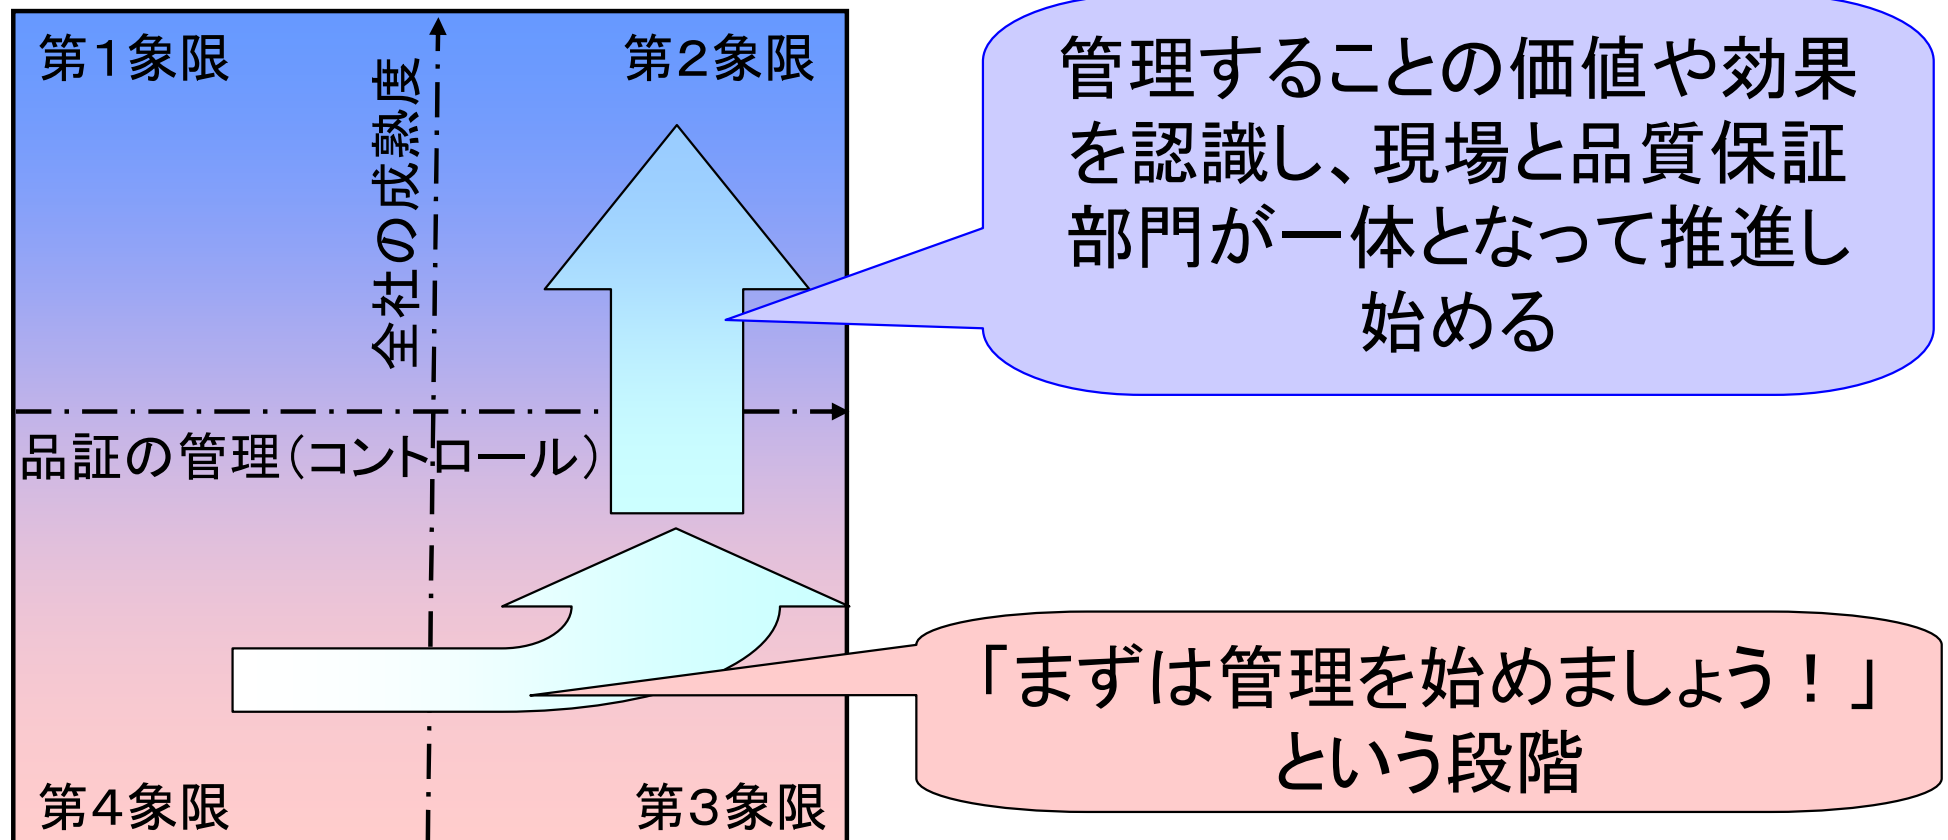 第１象限
第２象限
全社の成熟度
品証の管理（コントロール）
第４象限
第３象限
管理することの価値や効果
を認識し、現場と品質保証
部門が一体となって推進し
始める
「まずは管理を始めましょう！」
という段階